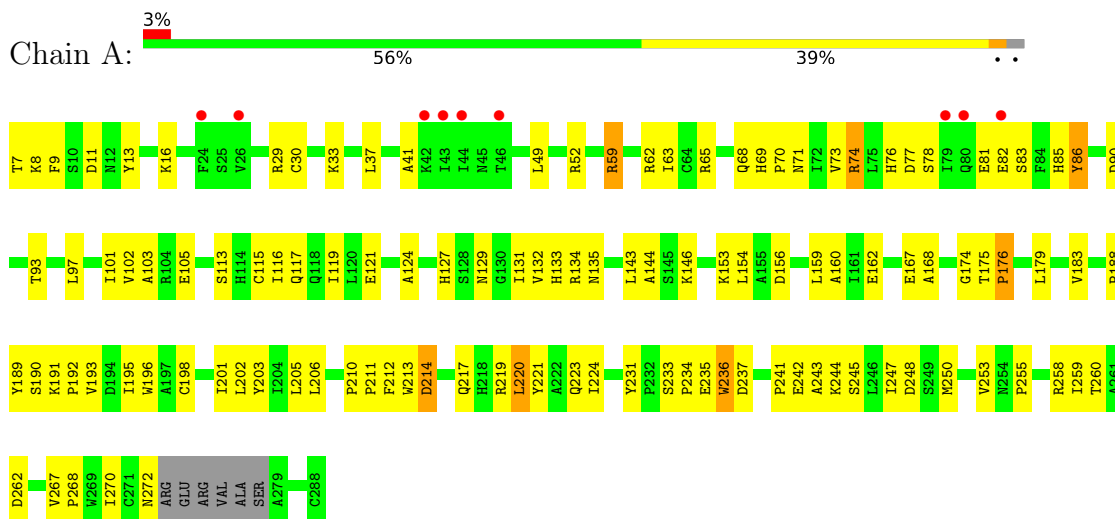 3%
Chain A:
56% 39% • •
T7 K8 F9 S10 D11 N12 Y13 K16 F24 S25 V26 R29 C30 K33 L37 A41 K42 I43 I44 N45 T46 L49 R52 R59 R62 I63 C64 R65 Q68 H69 P70 N71 I72 V73 R74 L75 H76 D77 S78 I79 Q80 E81 E82 S83 F84 H85 Y86
T93 L97 I101 V102 A103 R104 E105 S113 H114 C115 I116 Q117 Q118 I119 L120 E121 A124 H127 S128 N129 G130 I131 V132 H133 R134 N135 L143 A144 S145 K146 K153 L154 A155 D156 L159 A160 I161 E162 E167 A168 G174 T175 P176 L179 V183
Y189 S190 K191 P192 V193 D194 I195 W196 A197 C198 I201 L202 Y203 I204 L205 L206 P210 P211 F212 W213 D214 Q217 H218 R219 L220 Y221 A222 Q223 I224 Y231 P232 S233 P234 E235 W236 D237 P241 E242 A243 K244 S245 L246 I247 D248 S249 M250 V253 N254 P255 R258 I259 T260
D262 V267 P268 W269 I270 C271 N272 ARG GLU ARG VAL ALA SER A279 C288